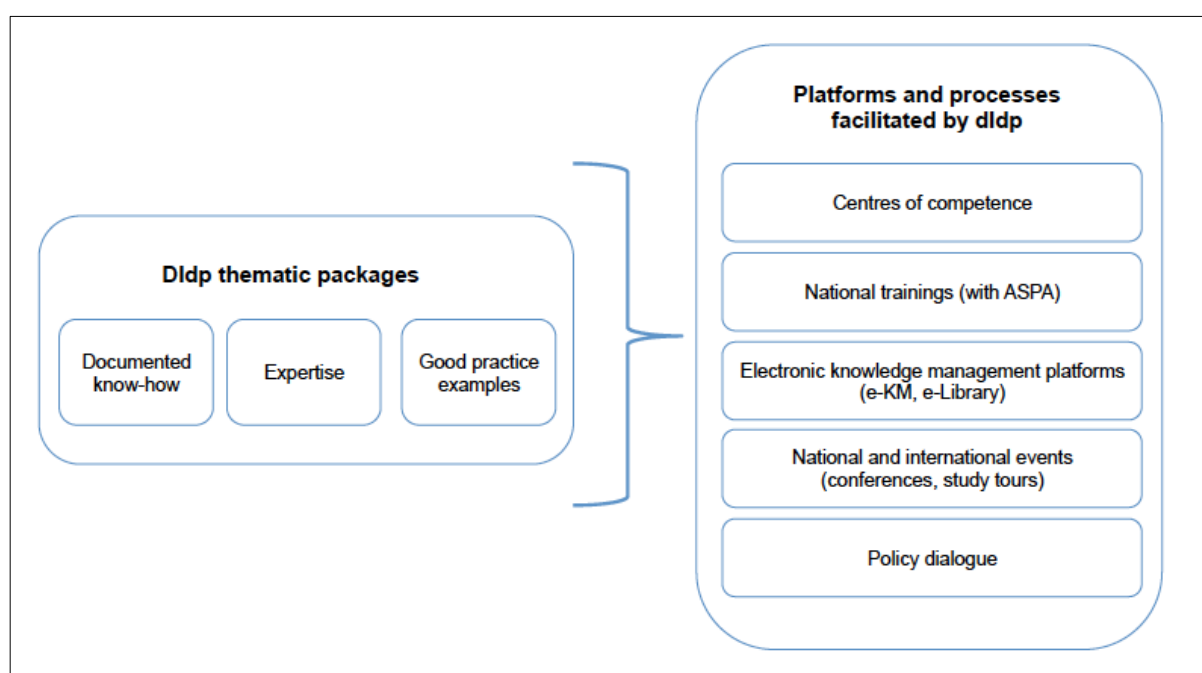 Dldp thematic packages
Documented
know-how
Expertise
Good practice
examples
Platforms and processes
facilitated by dldp
Centres of competence
National trainings (with ASPA)
Electronic knowledge management platforms
(e-KM, e-Library)
National and international events
(conferences, study tours)
Policy dialogue